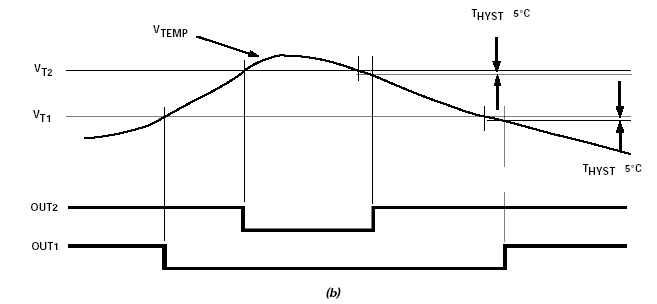 THYST 5°C
VTEMP
VT2
VT1
THYST 5°C
OUT2
OUT1
(b)